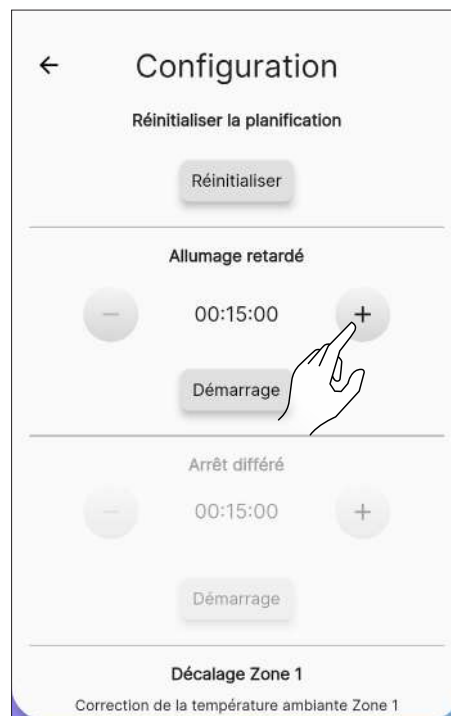 Configuration
Réinitialiser la planification
Réinitialiser
Allumage retardé
00:15:00
Démarrage
Arrêt différé
00:15:00
Démarrage
Décalage Zone 1
Correction de la température ambiante Zone 1